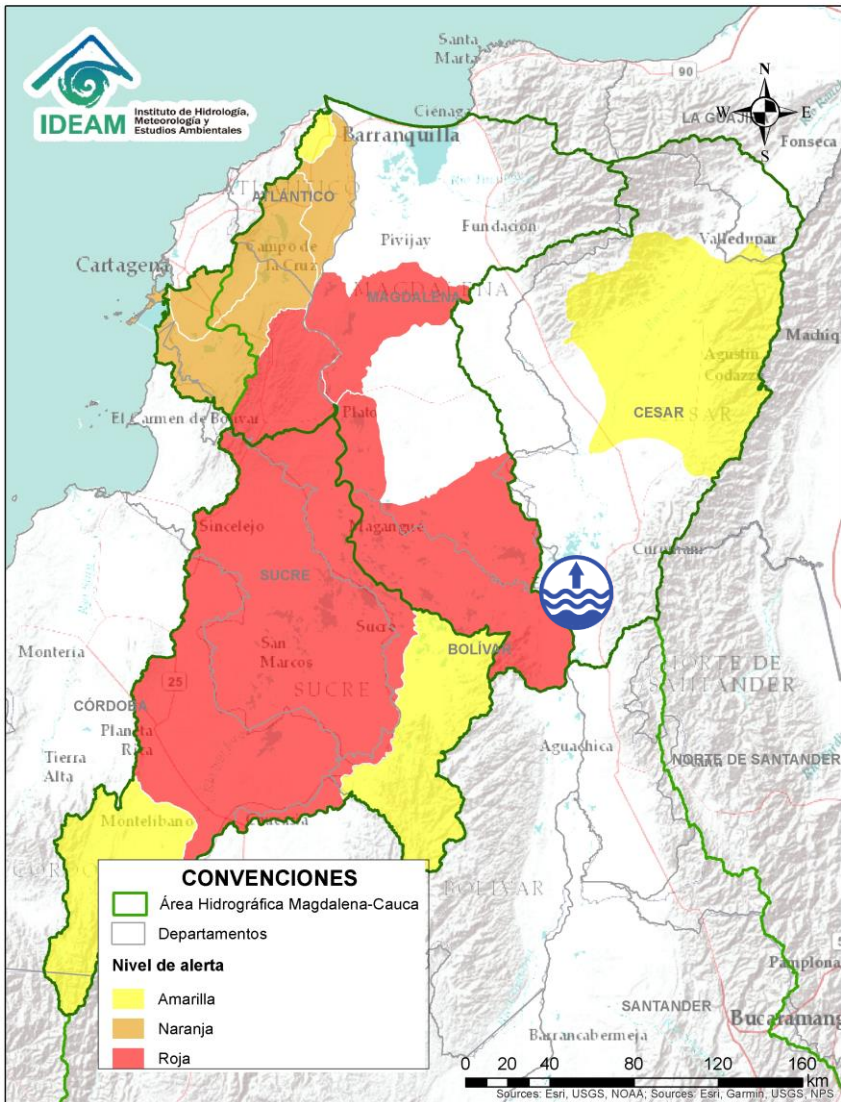 IDEAM
Instituto de Hidrología,
Meteorología y
Estudios Ambientales
Santa
Marta
90
N
W E
S
Ciénaga
LA GUAJIRA
Fonseca
Barranquilla
ATLANTICO
Pivijay
Fundación
Valledupar
Campo de
la Cruz
Cartagena
MAGDALENA
Machiq
Agustín
Codazzi
CESAR
El Carmen de Bolívar
Plato
Sincelejo
Magangué
Curumaní
SUCRE
Sucre
San
Marcos
BOLÍVAR
Montería
25
SUCRE
NORTE DE
SANTANDER
CÓRDOBA
Planeta
Rica
Aguachica
Tierra
Alta
NORTE DE SANTANDER
Montelíbano
Caucasia
BOLÍVAR
CONVENCIONES
Área Hidrográfica Magdalena-Cauca
Departamentos
Nivel de alerta
Amarilla
Naranja
Roja
Pamplona
SANTANDER
Bucaramang
Barrancabermeja
0 20 40 80 120 160
km
Sources: Esri, USGS, NOAA; Sources: Esri, Garmin, USGS, NPS